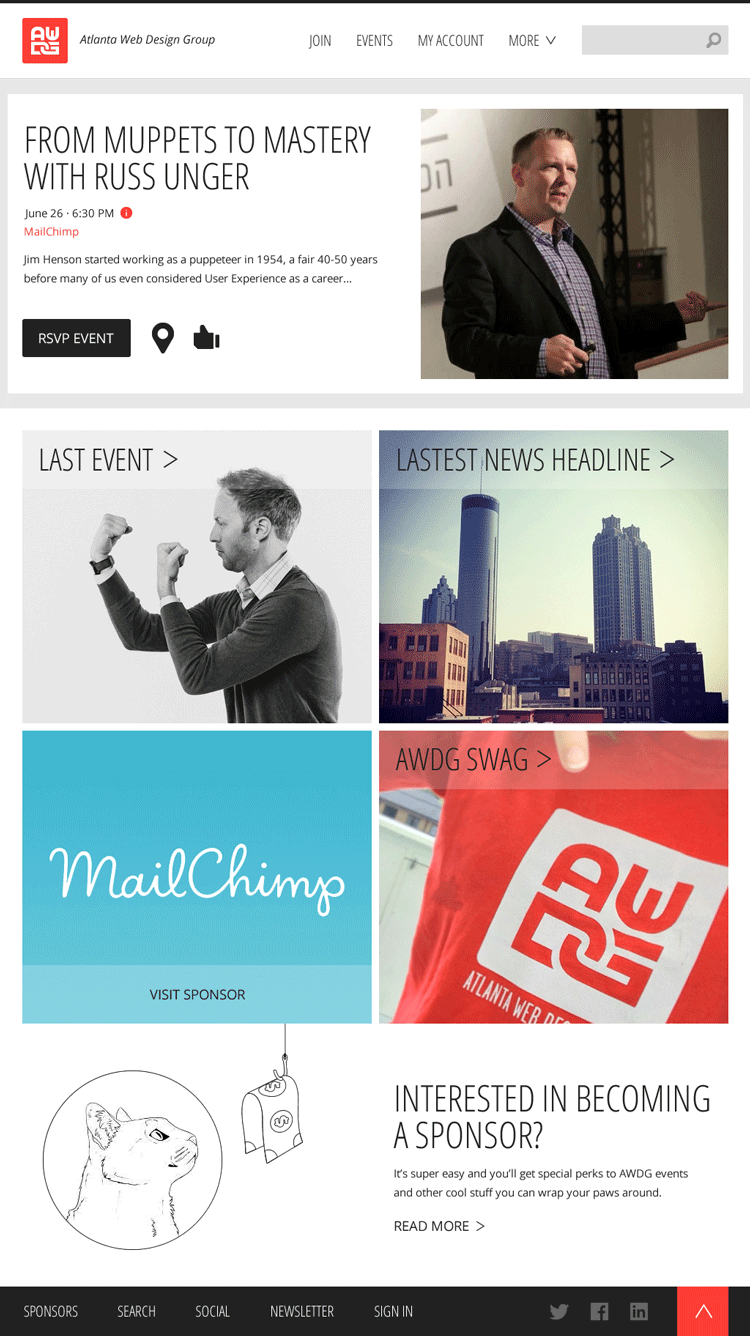 AWDG
Atlanta Web Design Group
JOIN EVENTS MY ACCOUNT MORE
FROM MUPPETS TO MASTERY
WITH RUSS UNGER
June 26 · 6:30 PM
MailChimp
Jim Henson started working as a puppeteer in 1954, a fair 40-50 years
before many of us even considered User Experience as a career...
RSVP EVENT
LAST EVENT >
LASTEST NEWS HEADLINE >
MailChimp
VISIT SPONSOR
AWDG SWAG >
AWDG
ATLANTA WEB
INTERESTED IN BECOMING
A SPONSOR?
It's super easy and you'll get special perks to AWDG events
and other cool stuff you can wrap your paws around.
READ MORE >
SPONSORS SEARCH SOCIAL NEWSLETTER SIGN IN